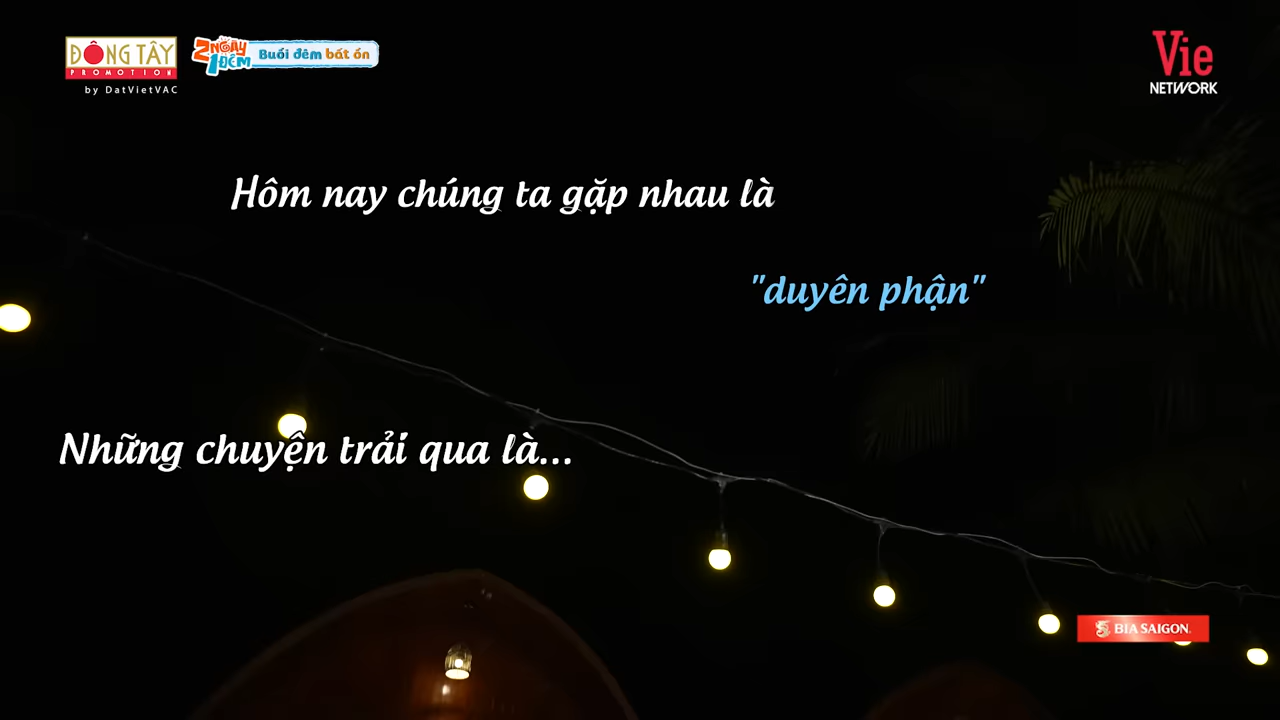 ĐÔNG TÂY
PROMOTION
by DatVietVAC
2 NGÀY 1 ĐÊM
Buổi đêm bất ổn
Vie
NETWORK
Hôm nay chúng ta gặp nhau là
"duyên phận"
Những chuyện trải qua là...
BIA SAIGON